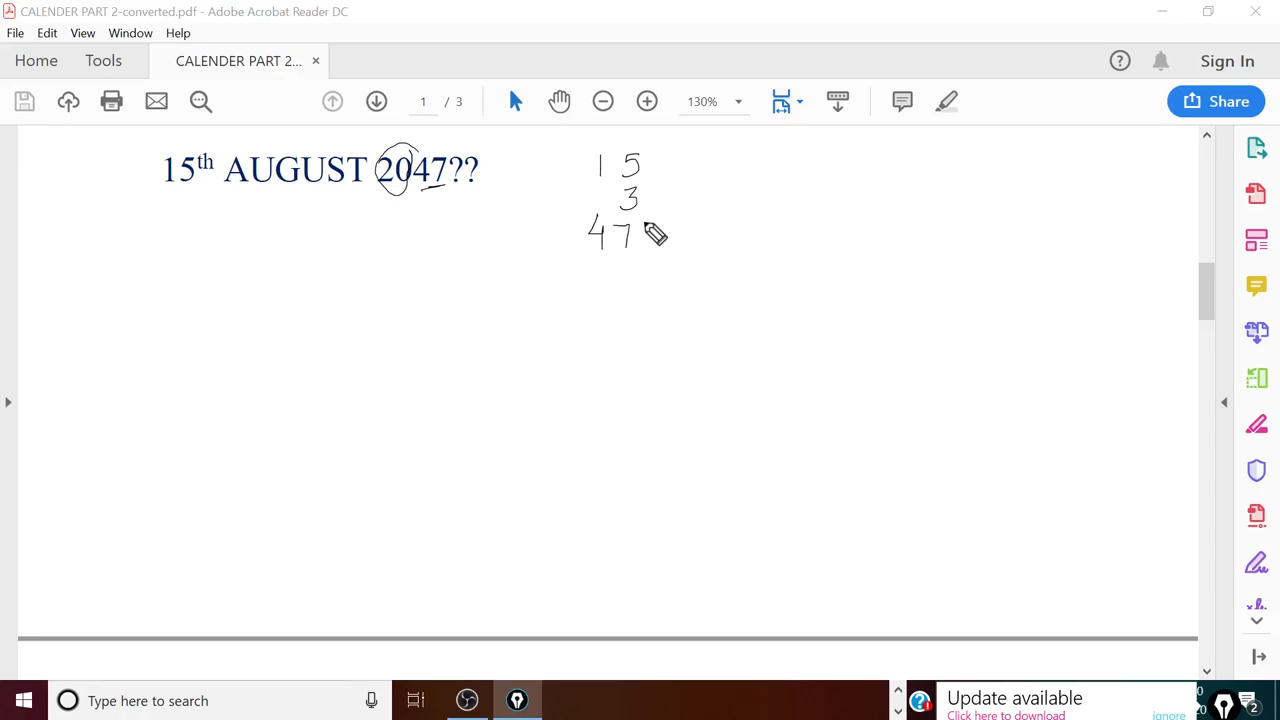 CALENDER PART 2-converted.pdf - Adobe Acrobat Reader DC
File Edit View Window Help
Home Tools CALENDER PART 2... × Sign In
1 / 3 130% Share
15th AUGUST 2047??
15
3
47
Type here to search
Update available
Click here to download ignore
2